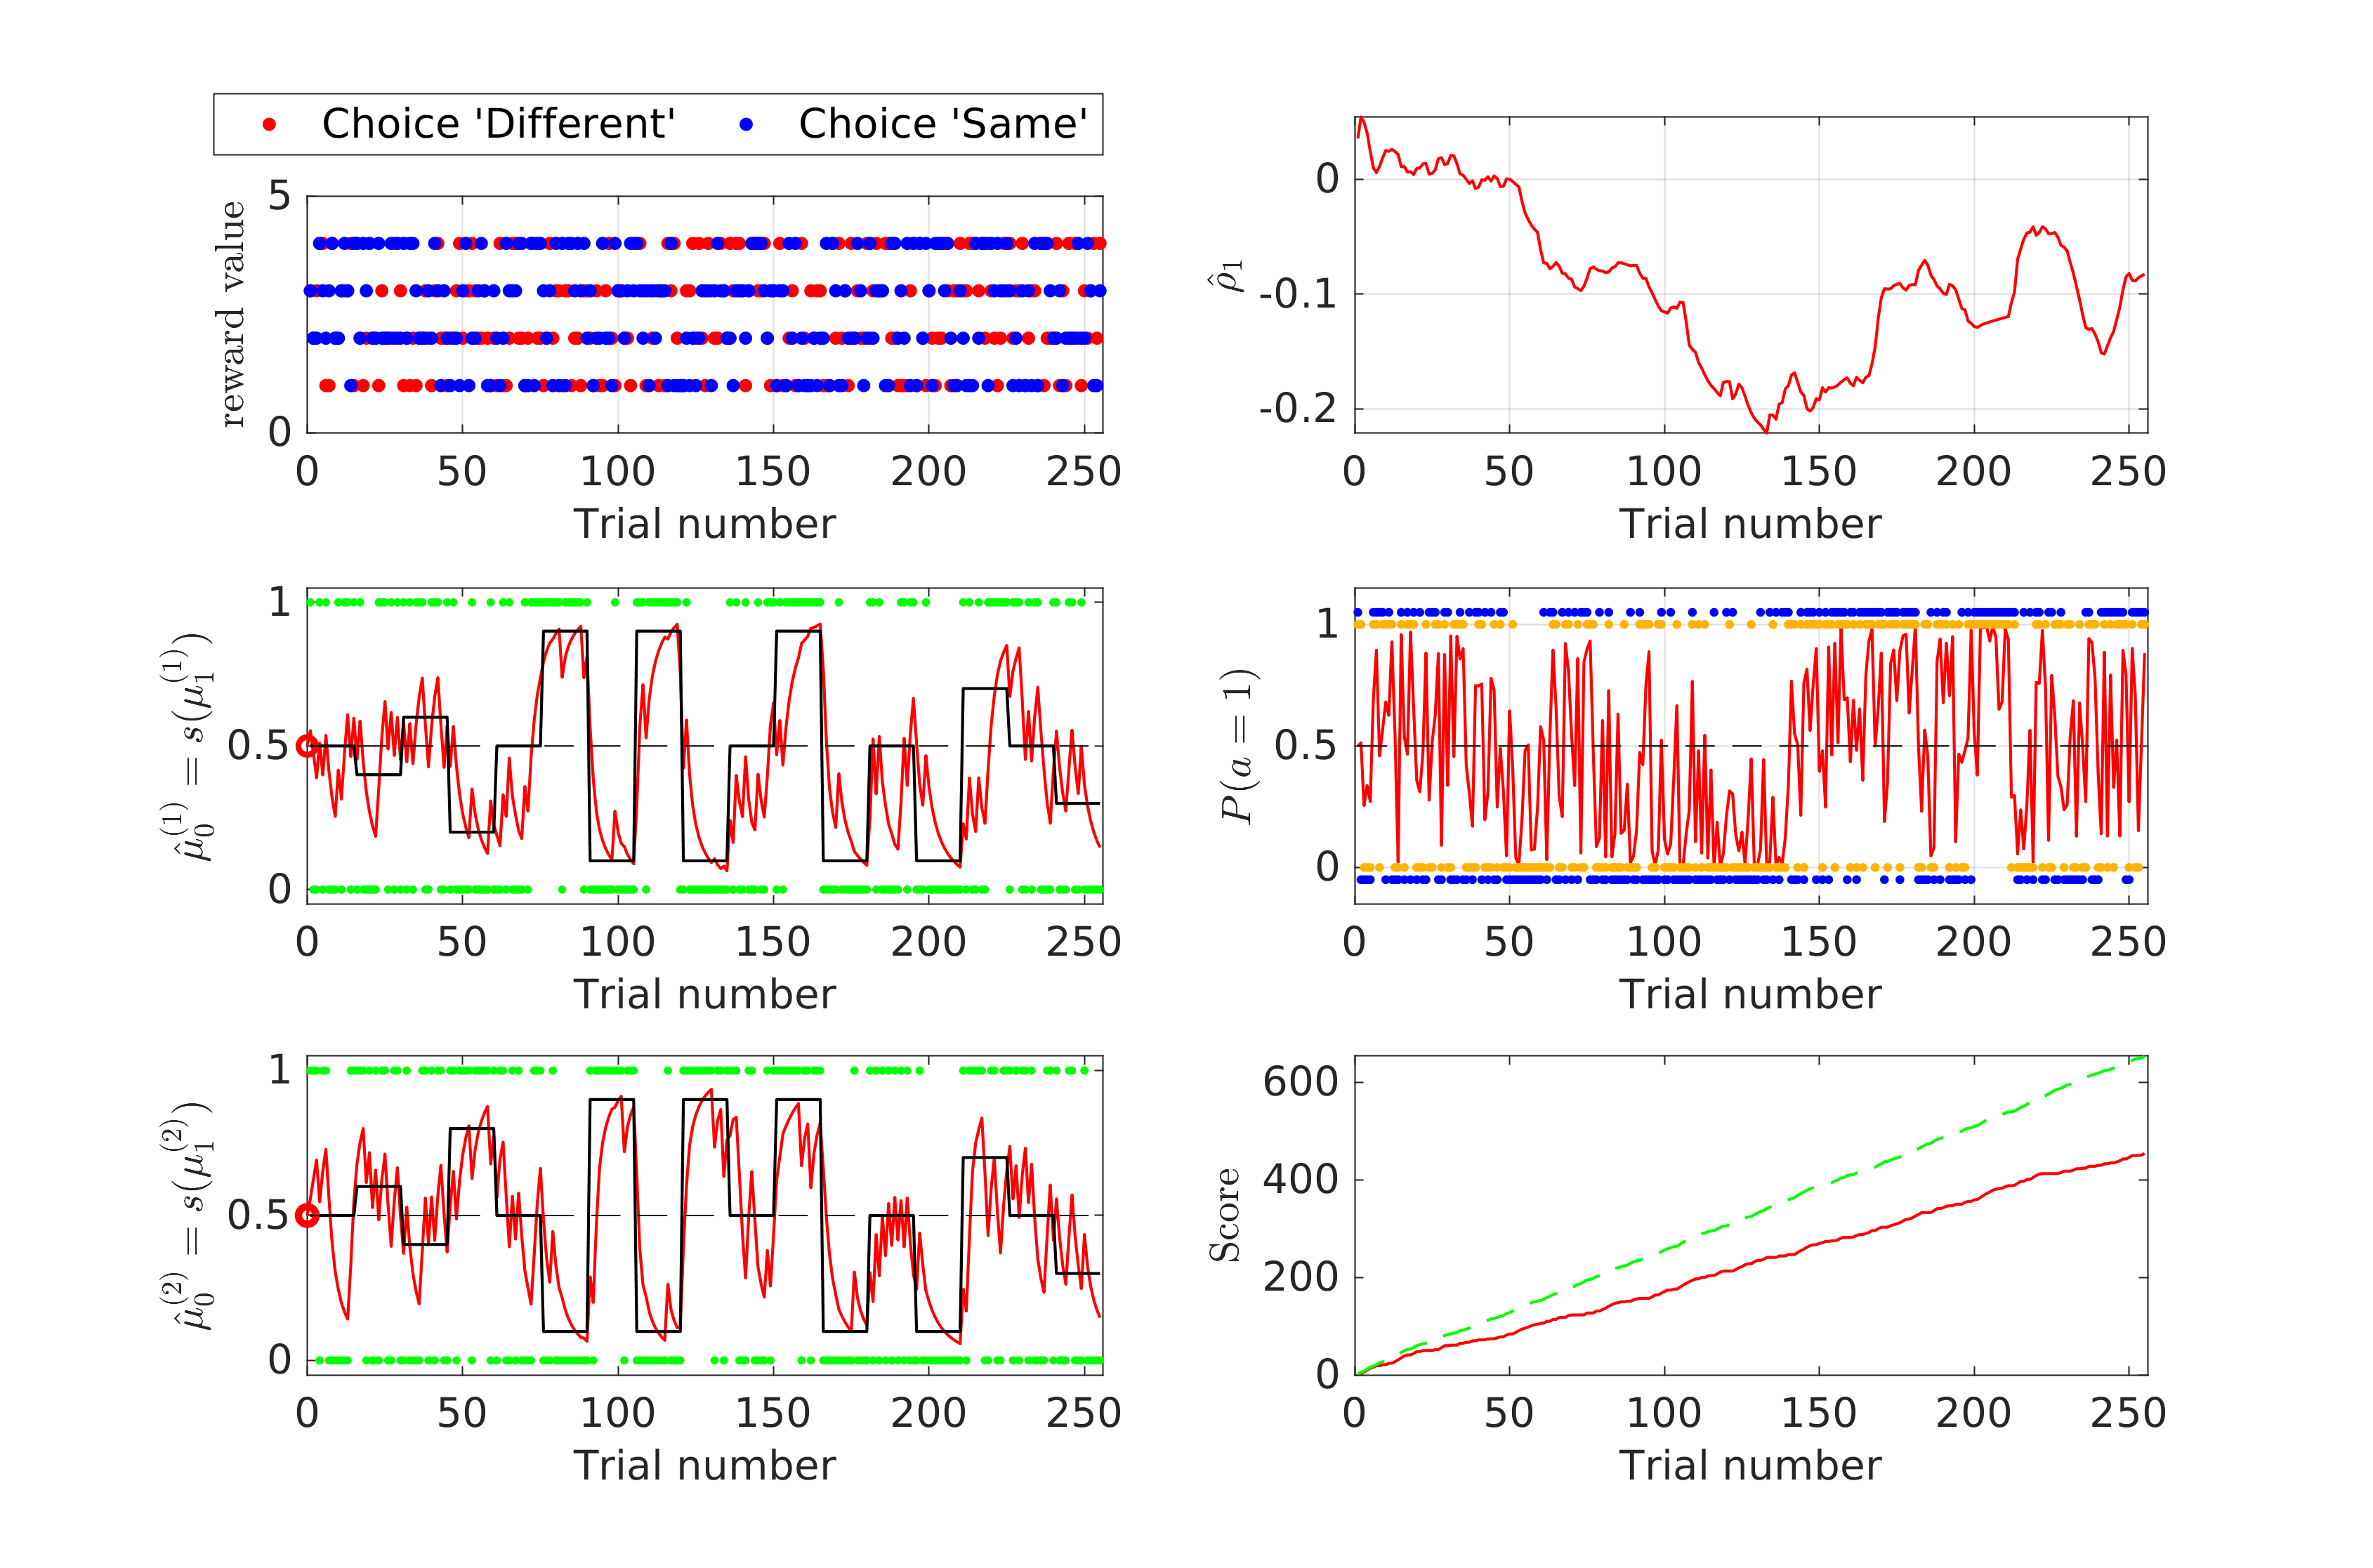 Choice 'Different' Choice 'Same'
5
0
reward value
0 50 100 150 200 250
Trial number
0
-0.1
-0.2
ρ̂₁
0 50 100 150 200 250
Trial number
1
0.5
0
μ̂₀⁽¹⁾ = s(μ₁⁽¹⁾)
0 50 100 150 200 250
Trial number
1
0.5
0
P(a = 1)
0 50 100 150 200 250
Trial number
1
0.5
0
μ̂₀⁽²⁾ = s(μ₁⁽²⁾)
0 50 100 150 200 250
Trial number
600
400
200
0
Score
0 50 100 150 200 250
Trial number